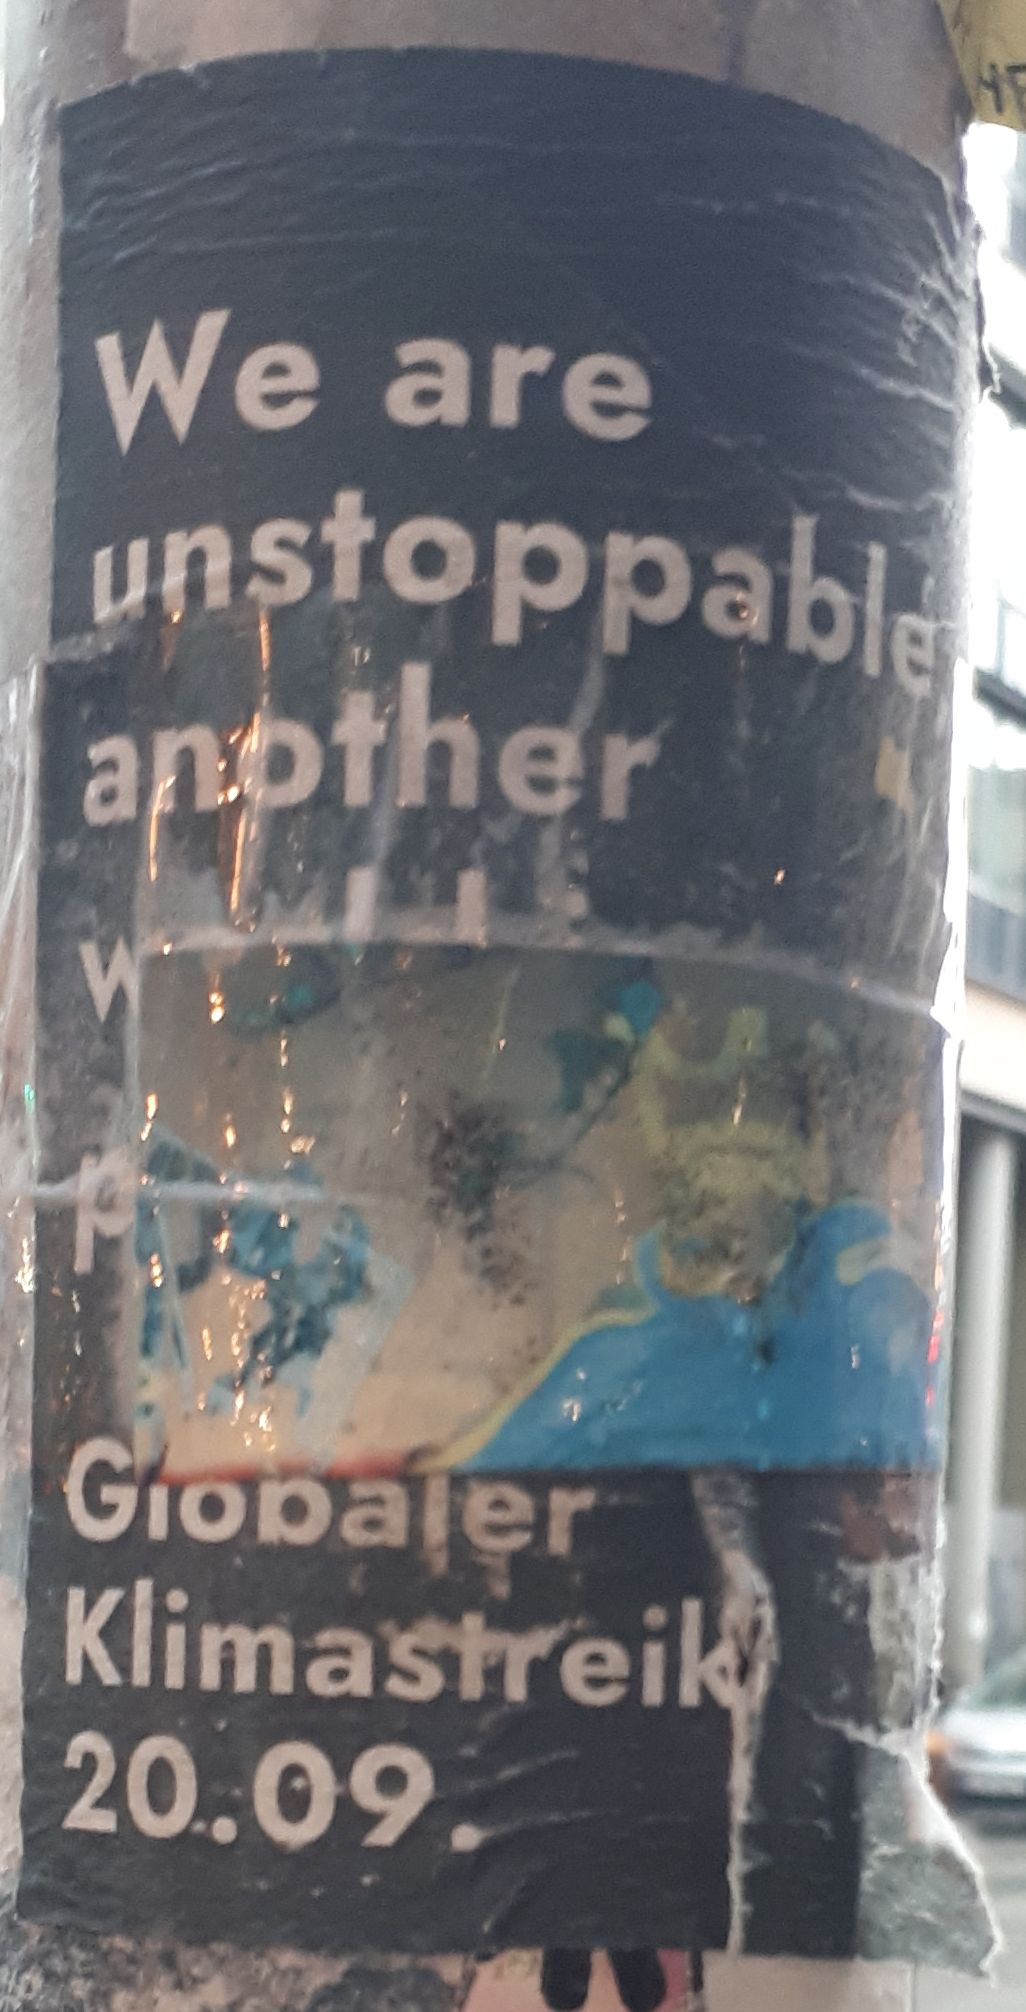 We are
unstoppable
another
Globaler
Klimastreik
20.09.